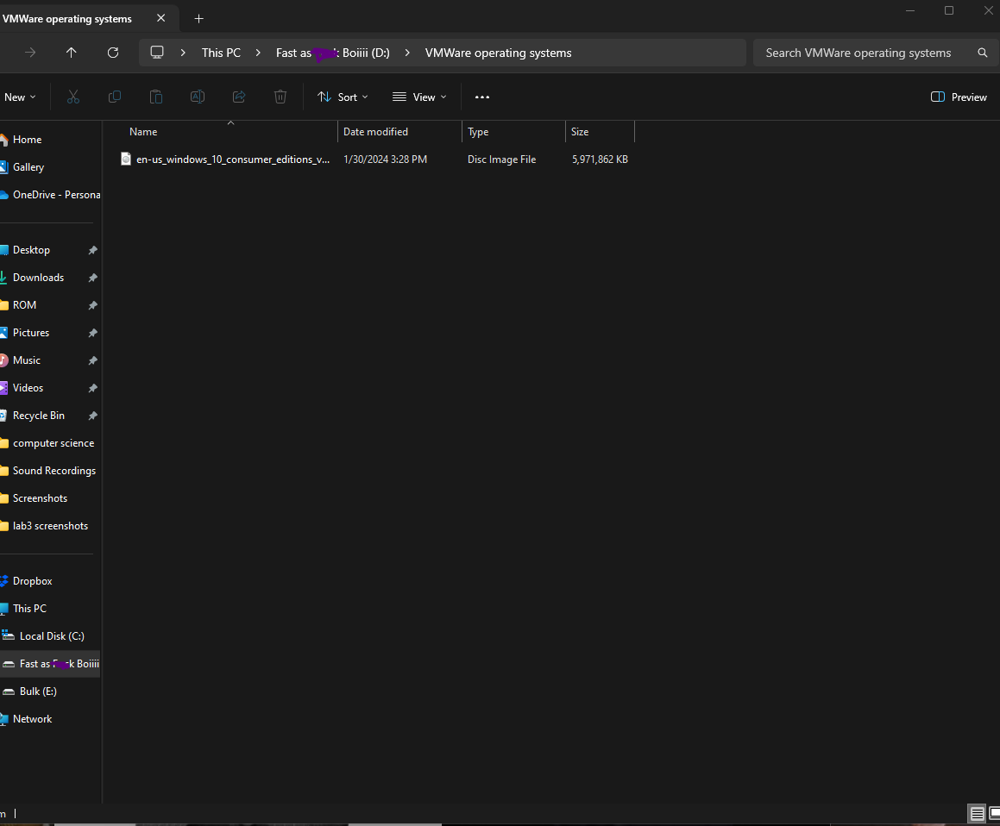 VMWare operating systems
This PC Fast as k Boiiii (D:) VMWare operating systems
Search VMWare operating systems
New Sort View Preview
Name Date modified Type Size
en-us_windows_10_consumer_editions_v... 1/30/2024 3:28 PM Disc Image File 5,971,862 KB
Home
Gallery
OneDrive - Persona
Desktop
Downloads
ROM
Pictures
Music
Videos
Recycle Bin
computer science
Sound Recordings
Screenshots
lab3 screenshots
Dropbox
This PC
Local Disk (C:)
Fast as k Boiiii
Bulk (E:)
Network